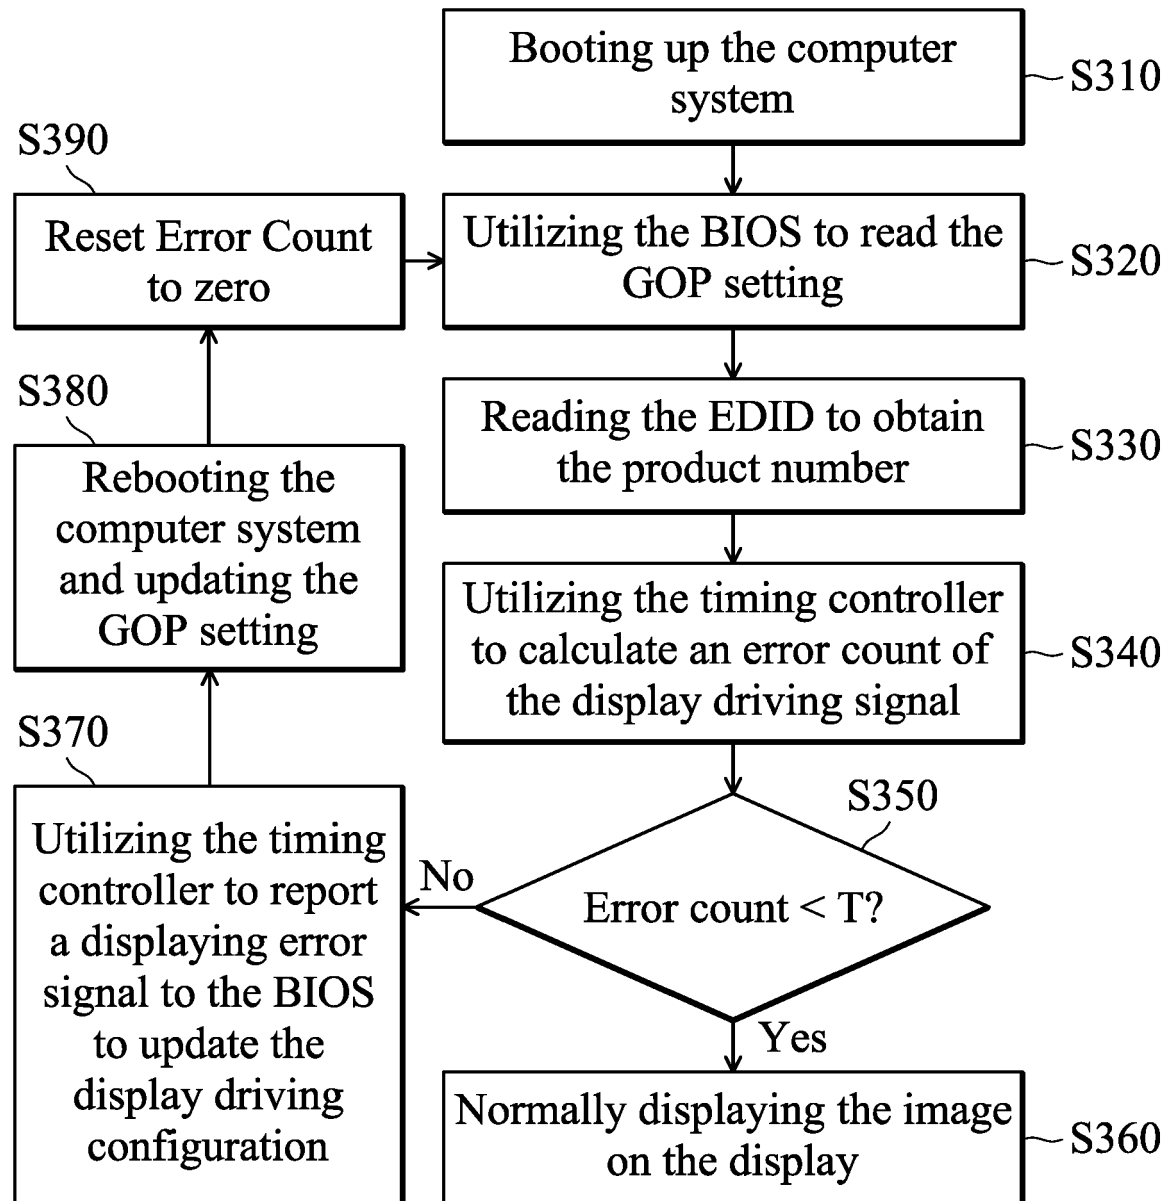 Booting up the computer
system
S310
S390
Reset Error Count
to zero
Utilizing the BIOS to read the
GOP setting
S320
S380
Rebooting the
computer system
and updating the
GOP setting
Reading the EDID to obtain
the product number
S330
Utilizing the timing controller
to calculate an error count of
the display driving signal
S340
S370
Utilizing the timing
controller to report
a displaying error
signal to the BIOS
to update the
display driving
configuration
No
S350
Error count < T?
Yes
Normally displaying the image
on the display
S360